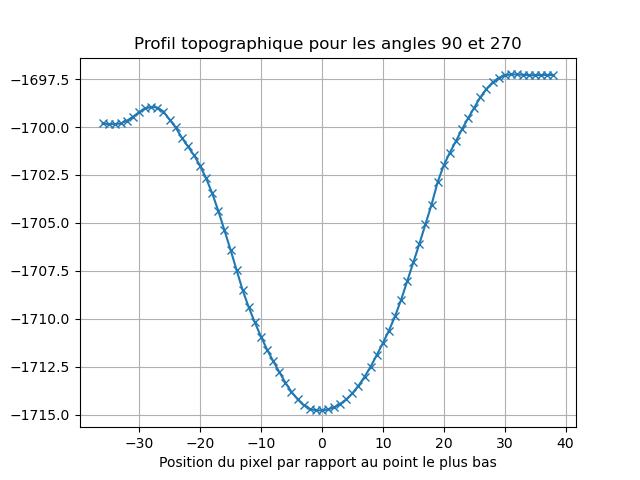 Profil topographique pour les angles 90 et 270
−1697.5
−1700.0
−1702.5
−1705.0
−1707.5
−1710.0
−1712.5
−1715.0
−30 −20 −10 0 10 20 30 40
Position du pixel par rapport au point le plus bas